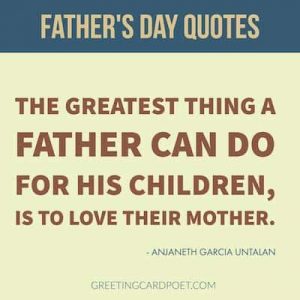 FATHER'S DAY QUOTES
THE GREATEST THING A
FATHER CAN DO
FOR HIS CHILDREN,
IS TO LOVE THEIR MOTHER.
- ANJANETH GARCIA UNTALAN
GREETINGCARDPOET.COM